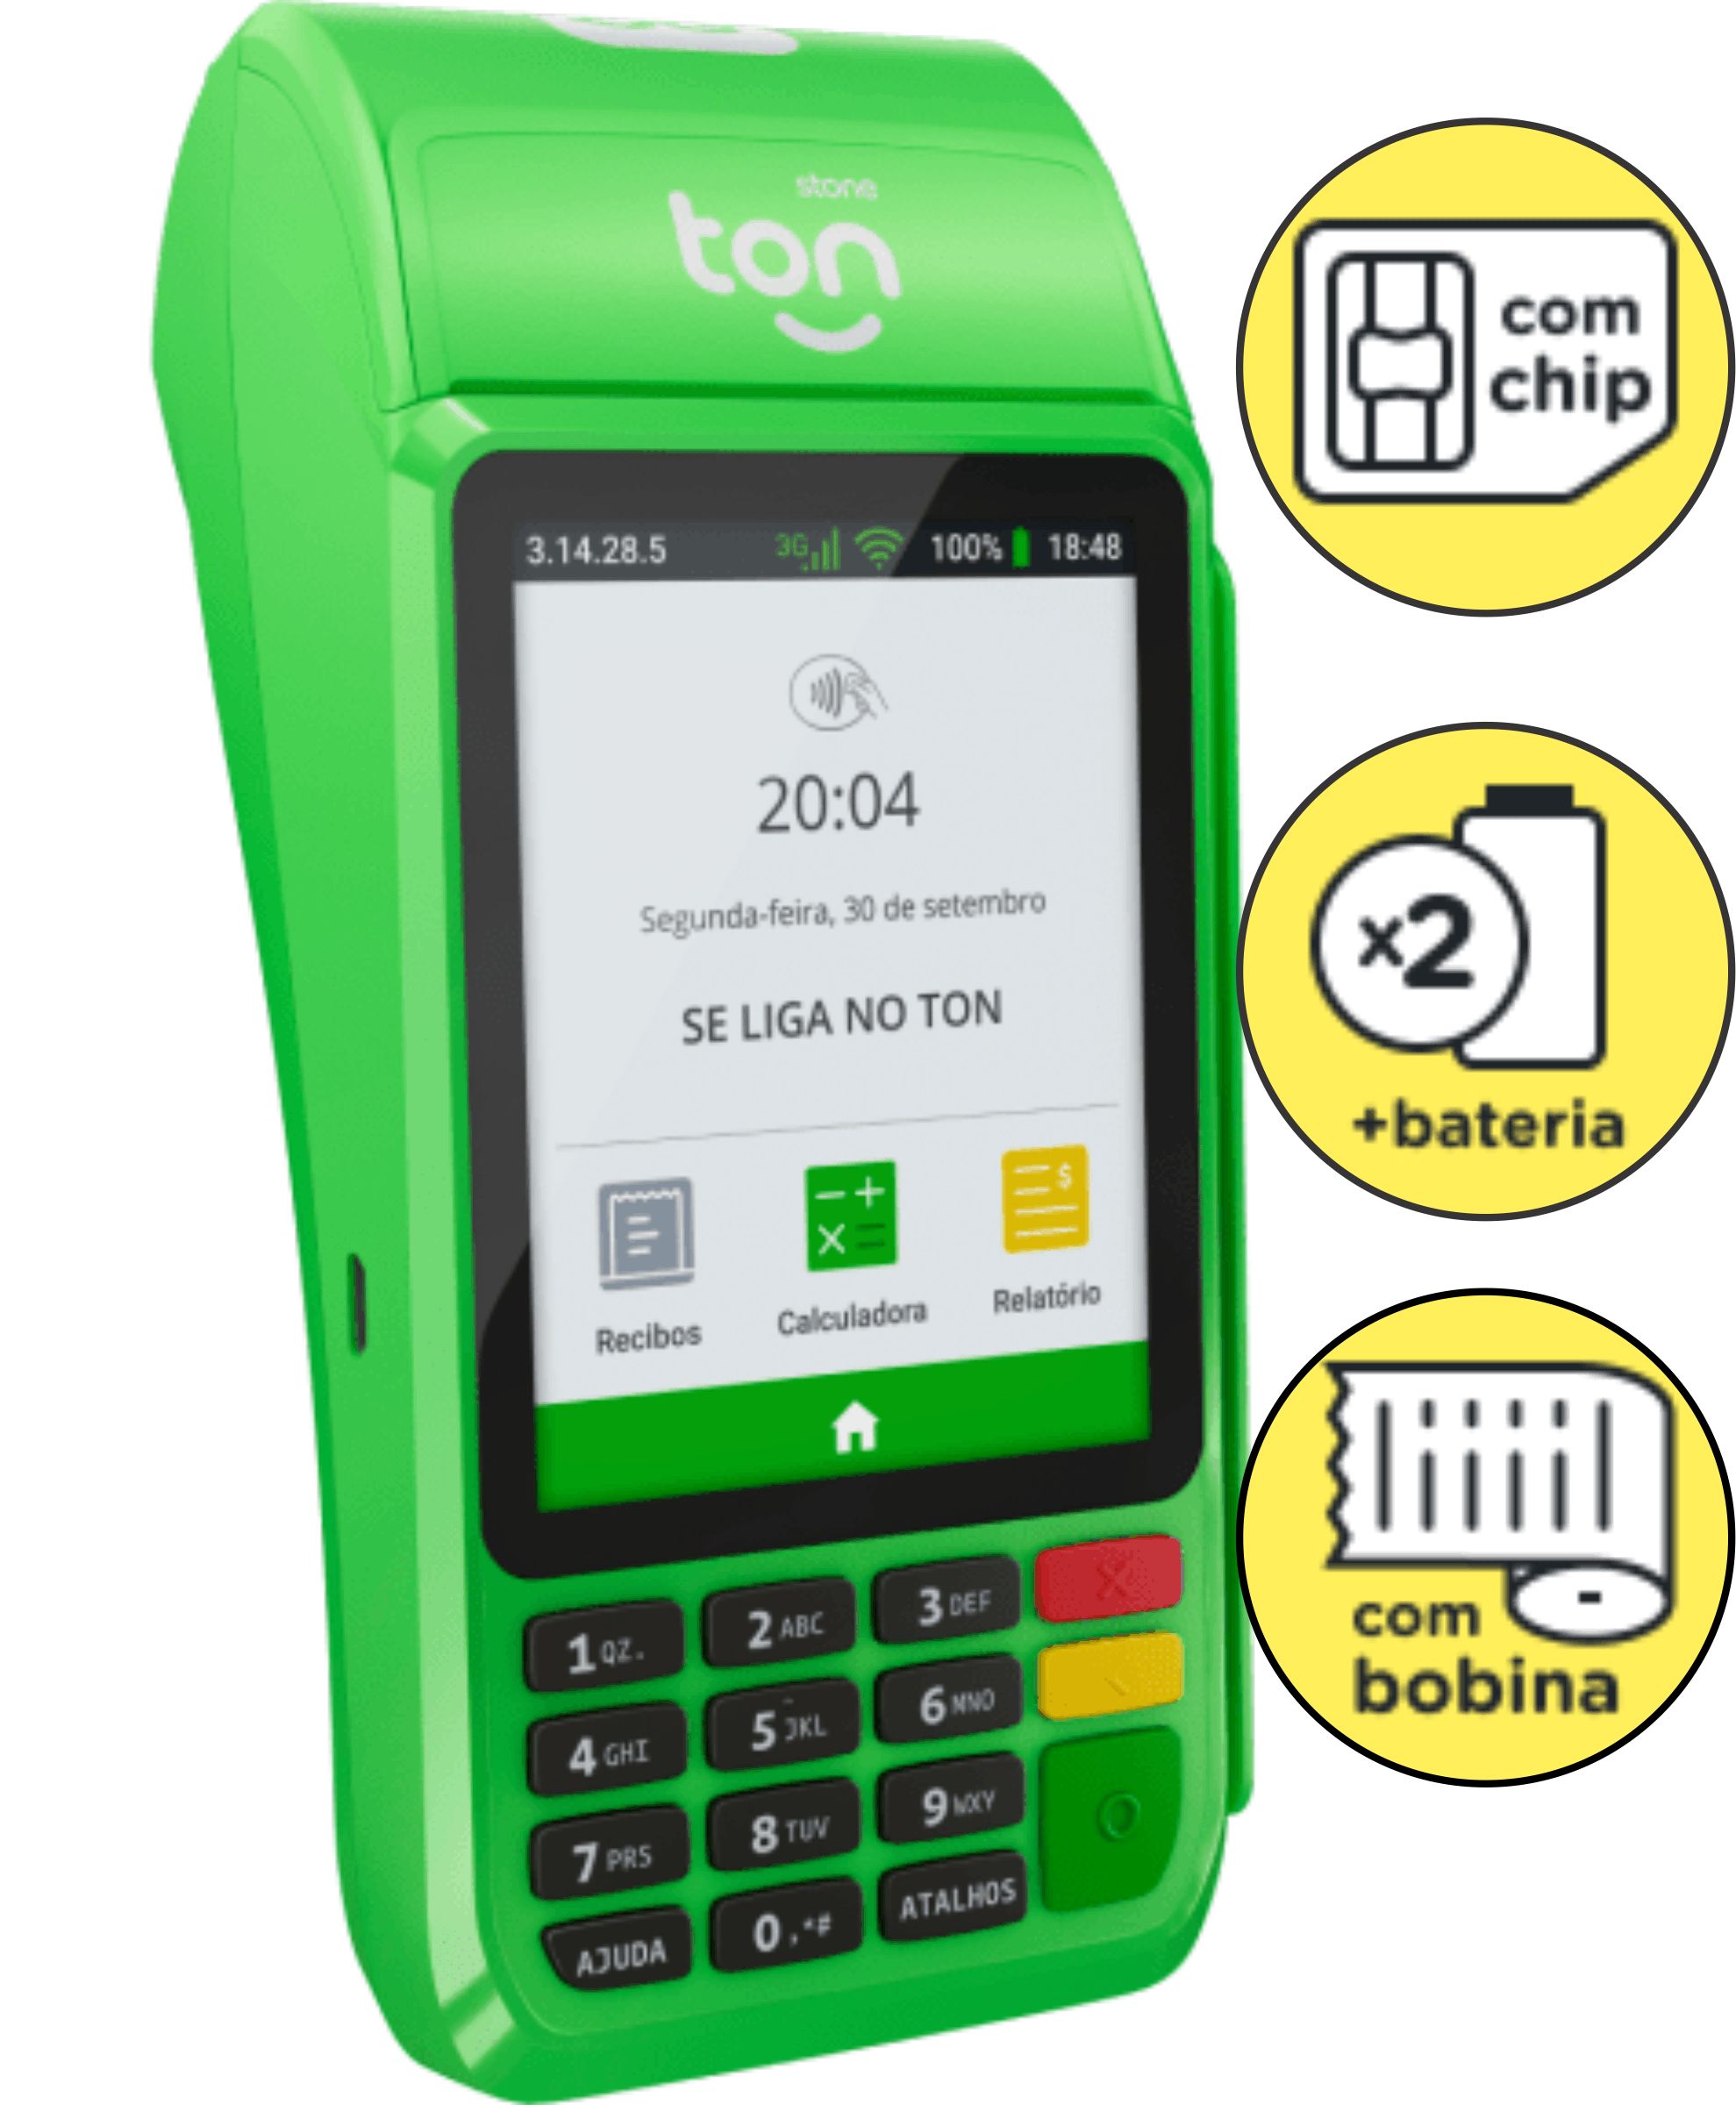 stone
ton
3.14.28.5 3G 100% 18:48
20:04
Segunda-feira, 30 de setembro
SE LIGA NO TON
Recibos Calculadora Relatório
1 QZ. 2 ABC 3 DEF
4 GHI 5 JKL 6 MNO
7 PRS 8 TUV 9 WXY
AJUDA 0 ,*# ATALHOS
com
chip
x2
+bateria
com
bobina